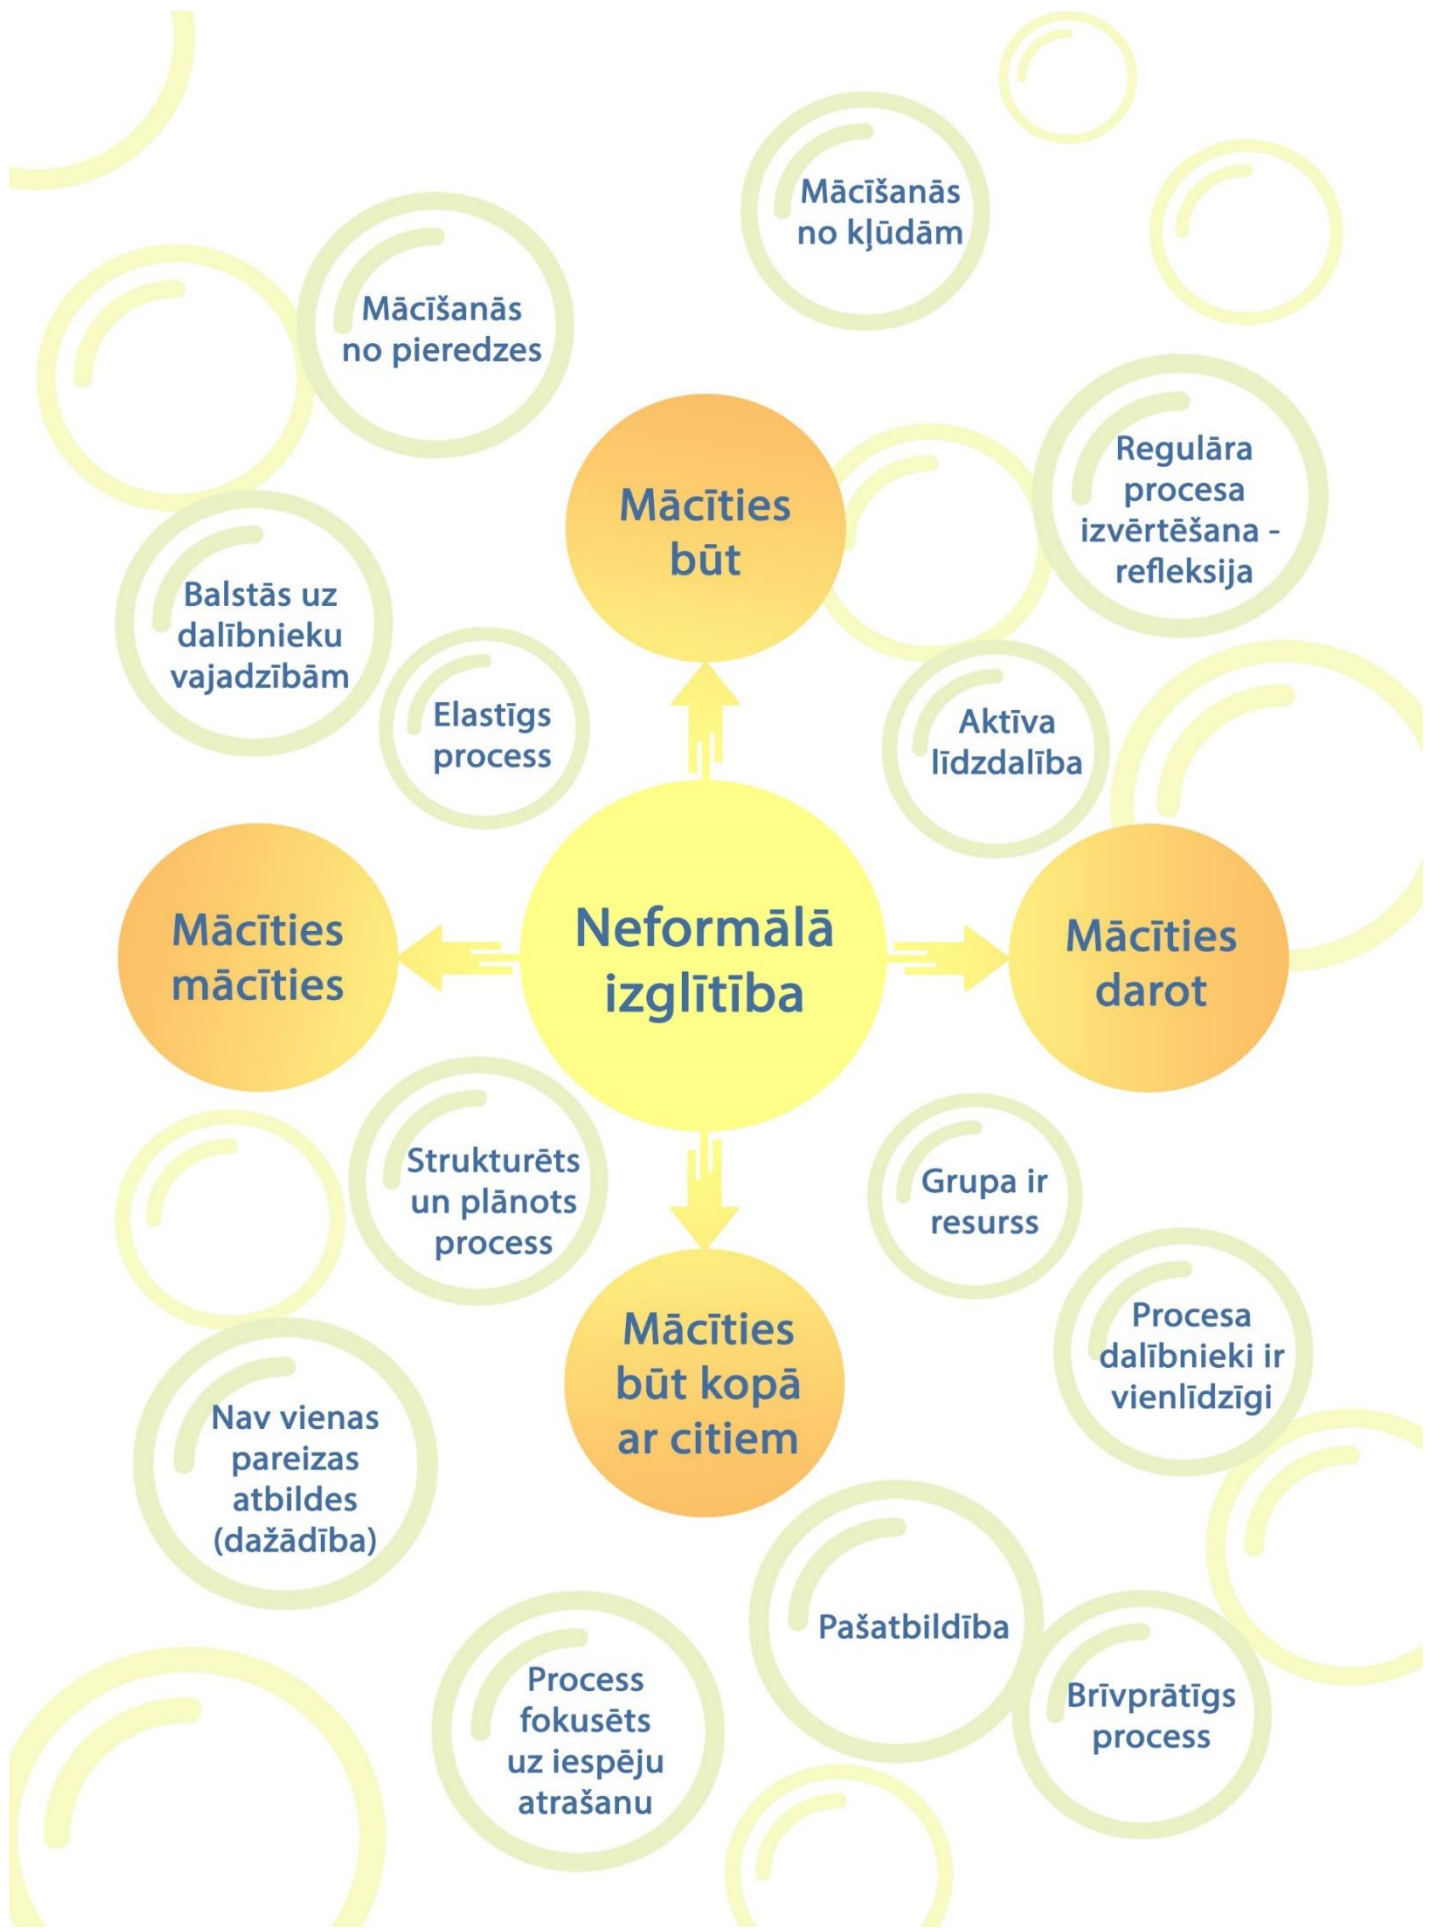 Mācīšanās
no kļūdām
Mācīšanās
no pieredzes
Regulāra
procesa
izvērtēšana -
refleksija
Mācīties
būt
Balstās uz
dalībnieku
vajadzībām
Elastīgs
process
Aktīva
līdzdalība
Mācīties
mācīties
Neformālā
izglītība
Mācīties
darot
Strukturēts
un plānots
process
Grupa ir
resurss
Mācīties
būt kopā
ar citiem
Procesa
dalībnieki ir
vienlīdzīgi
Nav vienas
pareizas
atbildes
(dažādība)
Pašatbildība
Process
fokusēts
uz iespēju
atrašanu
Brīvprātīgs
process